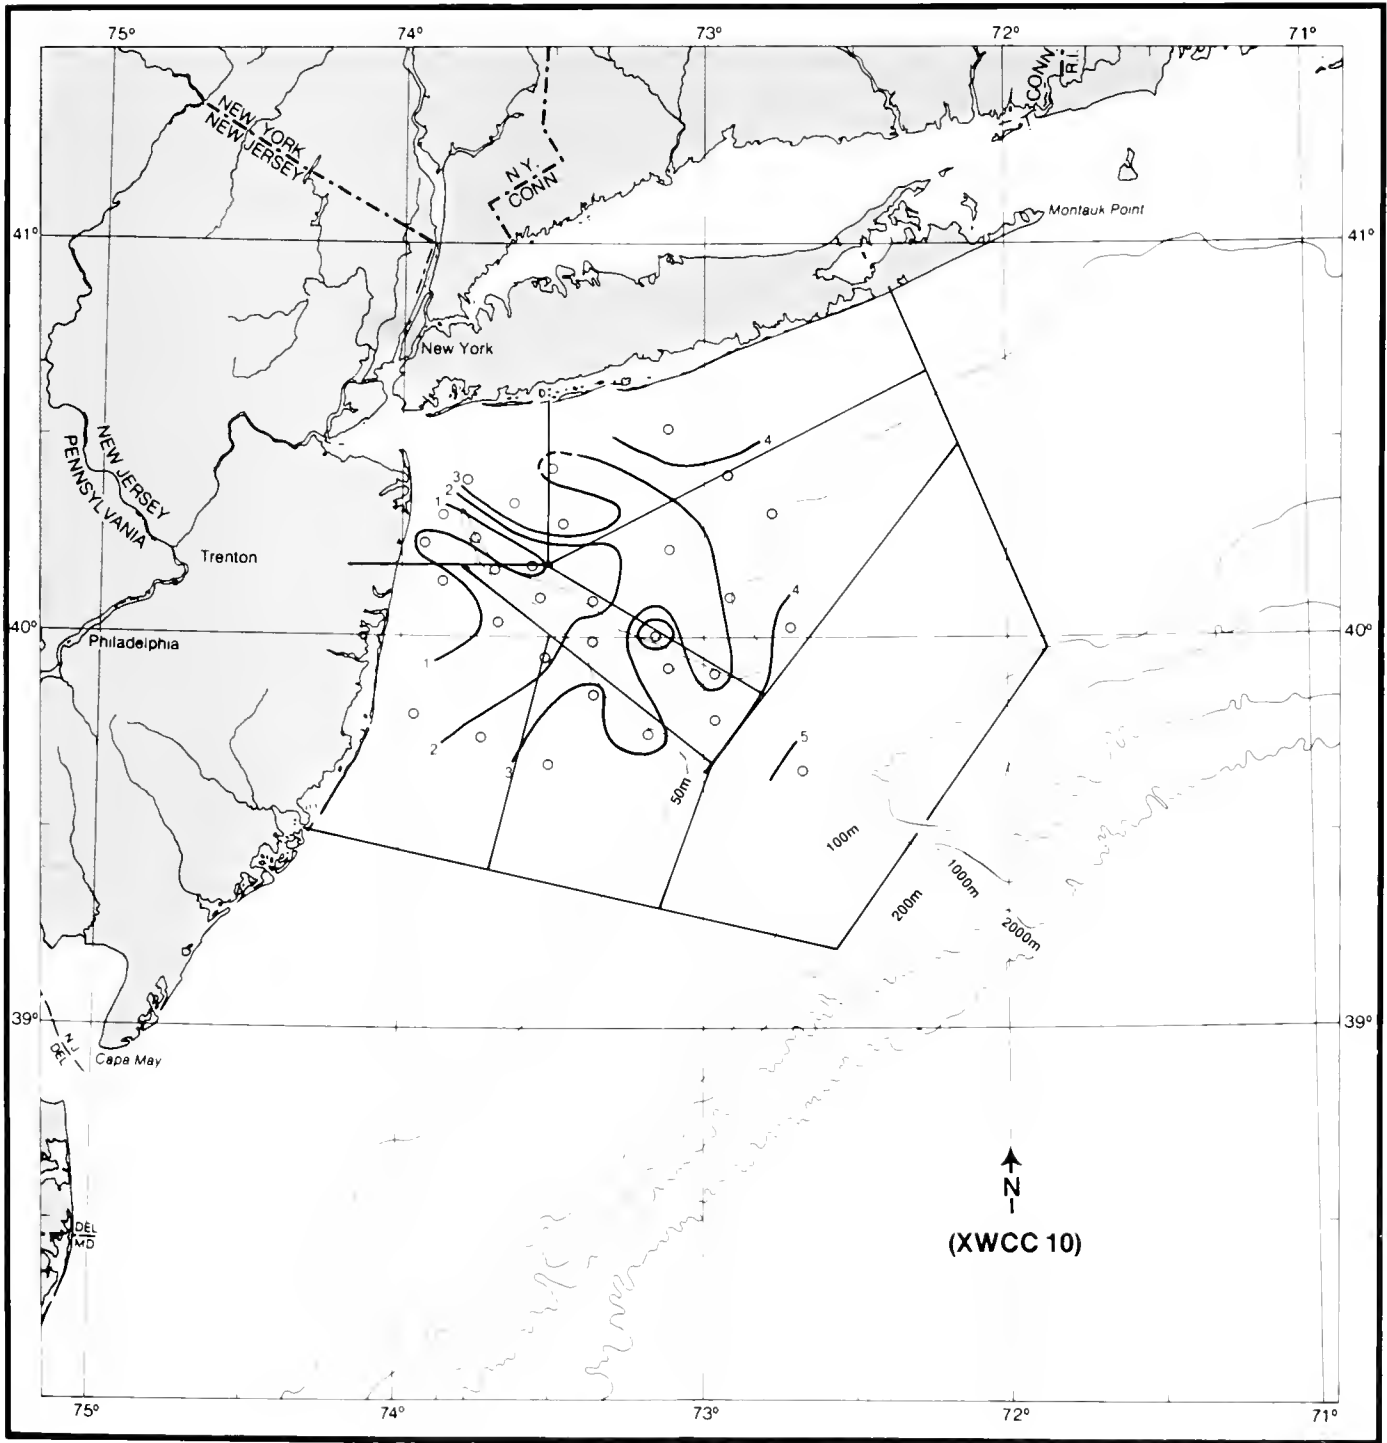 75°
74°
73°
72°
71°
CONN
R.I.
NEW YORK
NEW JERSEY
N.Y.
CONN
Montauk Point
41°
41°
New York
NEW JERSEY
PENNSYLVANIA
4
3
2
1
Trenton
4
40°
40°
Philadelphia
1
2
3
5
50m
100m
1000m
200m
2000m
39°
39°
N.J.
DEL
Capa May
N
DEL
MD
(XWCC 10)
75°
74°
73°
72°
71°